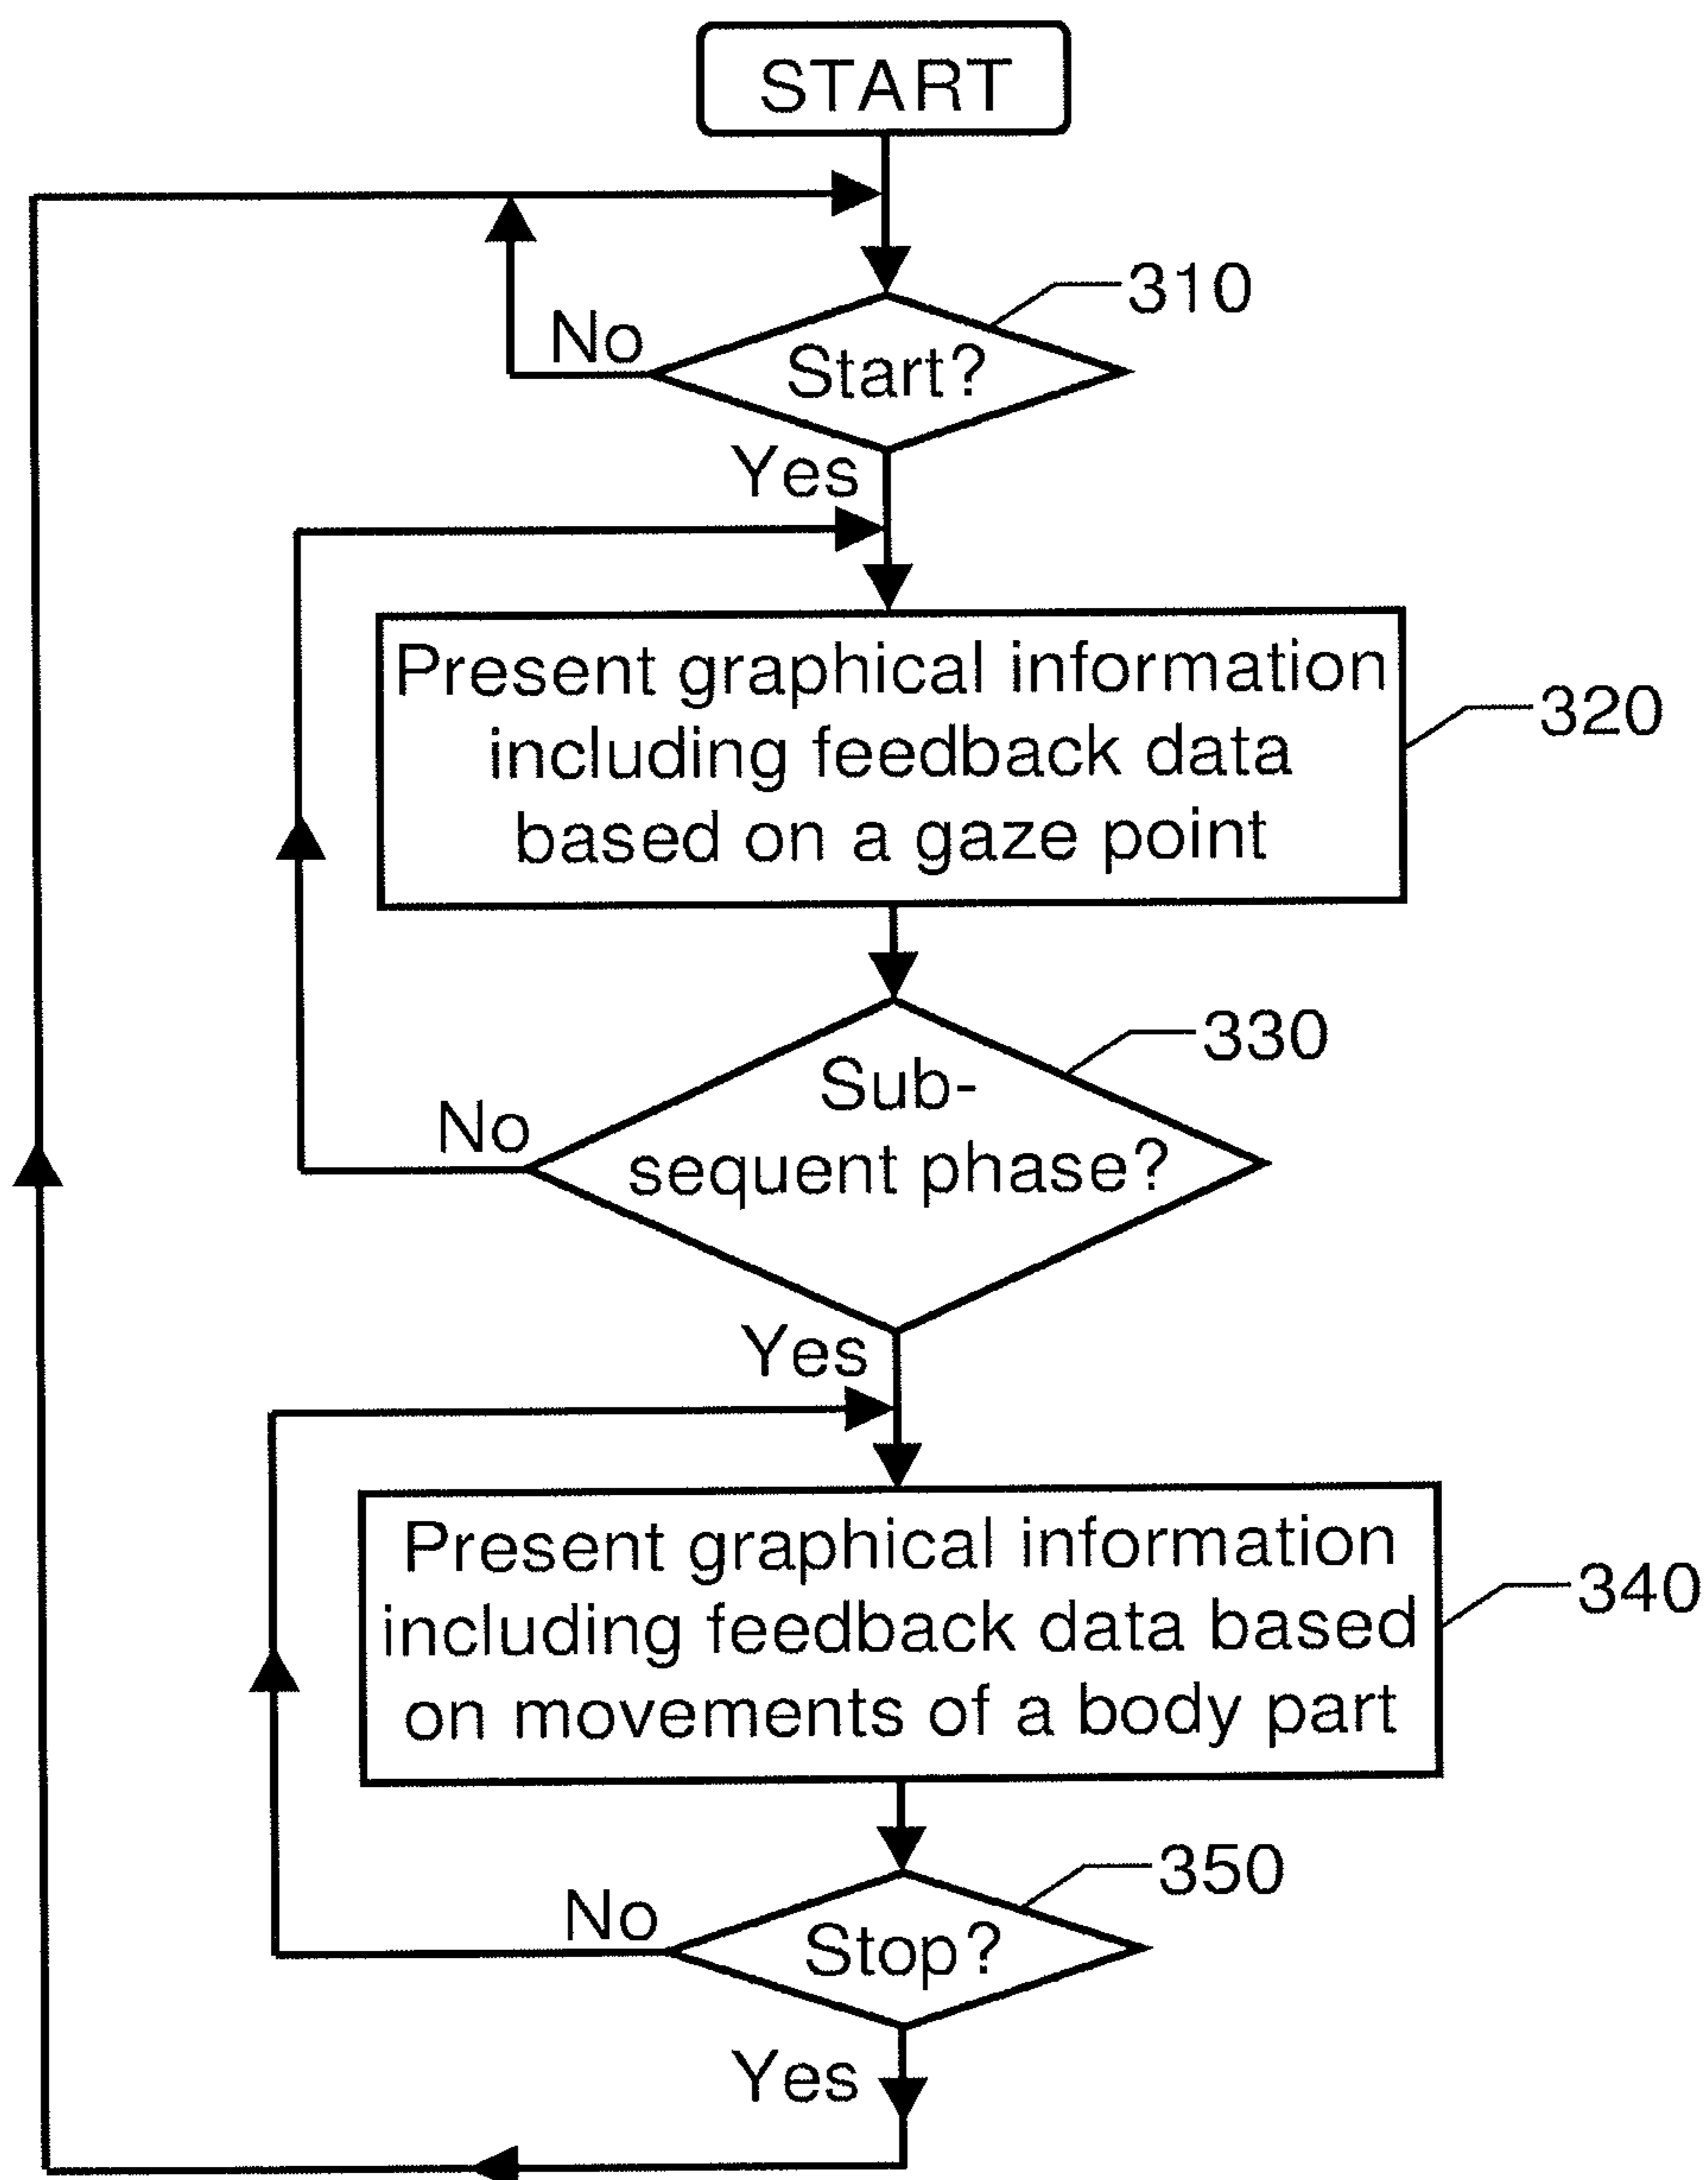 START
310
No
Start?
Yes
Present graphical information
including feedback data
based on a gaze point
320
330
Sub-
No
sequent phase?
Yes
Present graphical information
including feedback data based
on movements of a body part
340
350
No
Stop?
Yes